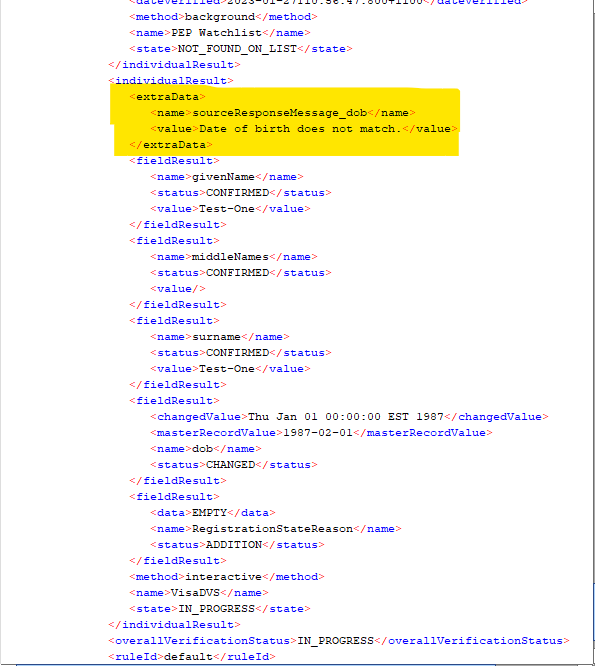 <dateVerified>2023-01-27T10:56:47.800+1100</dateVerified>
<method>background</method>
<name>PEP Watchlist</name>
<state>NOT_FOUND_ON_LIST</state>
</individualResult>
<individualResult>
<extraData>
<name>sourceResponseMessage_dob</name>
<value>Date of birth does not match.</value>
</extraData>
<fieldResult>
<name>givenName</name>
<status>CONFIRMED</status>
<value>Test-One</value>
</fieldResult>
<fieldResult>
<name>middleNames</name>
<status>CONFIRMED</status>
<value/>
</fieldResult>
<fieldResult>
<name>surname</name>
<status>CONFIRMED</status>
<value>Test-One</value>
</fieldResult>
<fieldResult>
<changedValue>Thu Jan 01 00:00:00 EST 1987</changedValue>
<masterRecordValue>1987-02-01</masterRecordValue>
<name>dob</name>
<status>CHANGED</status>
</fieldResult>
<fieldResult>
<data>EMPTY</data>
<name>RegistrationStateReason</name>
<status>ADDITION</status>
</fieldResult>
<method>interactive</method>
<name>VisaDVS</name>
<state>IN_PROGRESS</state>
</individualResult>
<overallVerificationStatus>IN_PROGRESS</overallVerificationStatus>
<ruleId>default</ruleId>